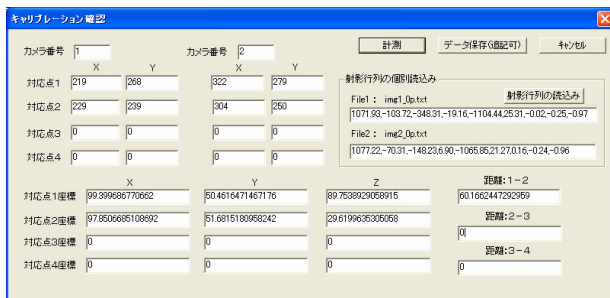 キャリブレーション確認
カメラ番号 1 カメラ番号 2 計測 データ保存(追記可) キャンセル
X Y X Y
対応点1 219 268 322 279
対応点2 229 239 304 250
対応点3 0 0 0 0
対応点4 0 0 0 0
射影行列の個別読込み
File1 : img1_0p.txt 射影行列の読込み
1071.93,-103.72,-348.31,-19.16,-1104.44,25.31,-0.02,-0.25,-0.97
File2 : img2_0p.txt
1077.22,-70.31,-148.23,6.90,-1065.85,21.27,0.16,-0.24,-0.96
X Y Z 距離:1-2
対応点1座標 99.399686770662 50.4616471467176 89.7538929058915 60.1662447292959
距離:2-3
対応点2座標 97.8506685108692 51.6815180958242 29.6199635305058
0
対応点3座標 0 0 0
距離:3-4
対応点4座標 0 0 0 0